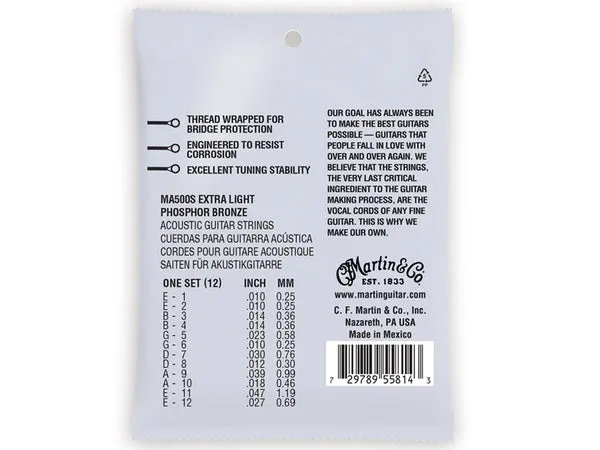 5
PP
THREAD WRAPPED FOR
BRIDGE PROTECTION
ENGINEERED TO RESIST
CORROSION
EXCELLENT TUNING STABILITY
MA500S EXTRA LIGHT
PHOSPHOR BRONZE
ACOUSTIC GUITAR STRINGS
CUERDAS PARA GUITARRA ACÚSTICA
CORDES POUR GUITARE ACOUSTIQUE
SAITEN FÜR AKUSTIKGITARRE
ONE SET (12) INCH MM
E - 1 .010 0.25
E - 2 .010 0.25
B - 3 .014 0.36
B - 4 .014 0.36
G - 5 .023 0.58
G - 6 .010 0.25
D - 7 .030 0.76
D - 8 .012 0.30
A - 9 .039 0.99
A - 10 .018 0.46
E - 11 .047 1.19
E - 12 .027 0.69
OUR GOAL HAS ALWAYS BEEN
TO MAKE THE BEST GUITARS
POSSIBLE — GUITARS THAT
PEOPLE FALL IN LOVE WITH
OVER AND OVER AGAIN. WE
BELIEVE THAT THE STRINGS,
THE VERY LAST CRITICAL
INGREDIENT TO THE GUITAR
MAKING PROCESS, ARE THE
VOCAL CORDS OF ANY FINE
GUITAR. THIS IS WHY WE
MAKE OUR OWN.
Martin & Co.
EST. 1833
www.martinguitar.com
C. F. Martin & Co., Inc.
Nazareth, PA USA
Made in Mexico
7 29789 55814 3